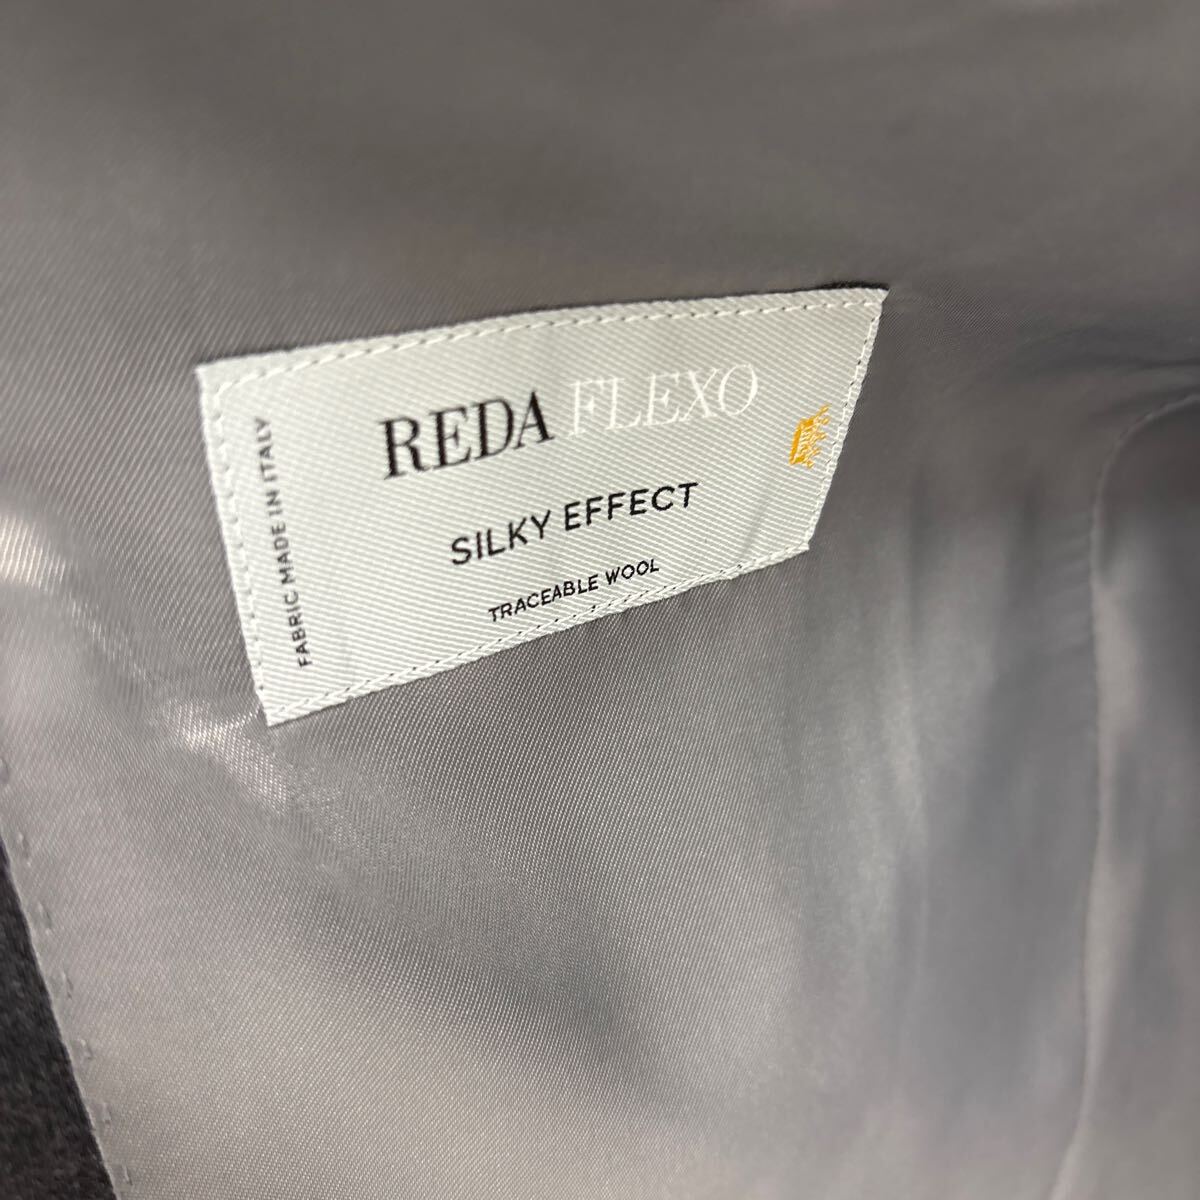 REDA FLEXO
SILKY EFFECT
TRACEABLE WOOL
FABRIC MADE IN ITALY